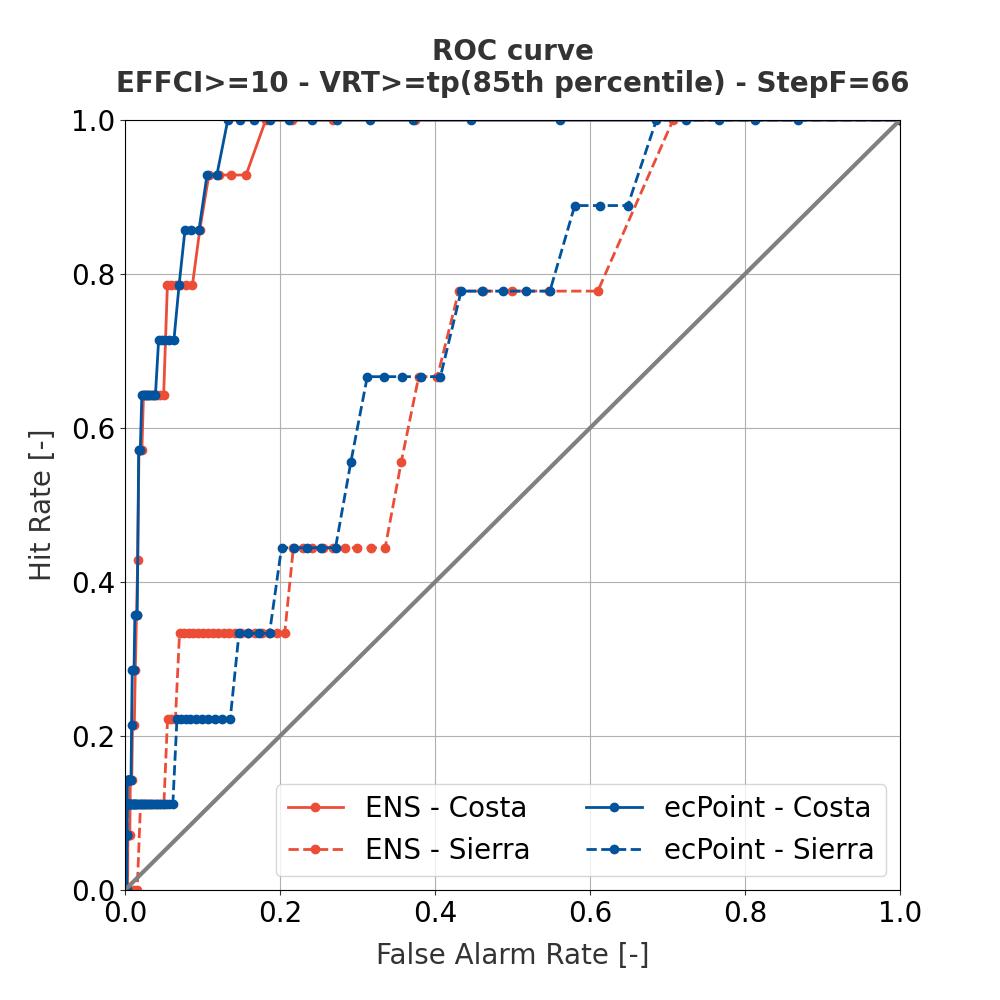 ROC curve
EFFCI>=10 - VRT>=tp(85th percentile) - StepF=66
1.0
0.8
0.6
0.4
0.2
0.0
Hit Rate [-]
ENS - Costa
ENS - Sierra
ecPoint - Costa
ecPoint - Sierra
0.0 0.2 0.4 0.6 0.8 1.0
False Alarm Rate [-]